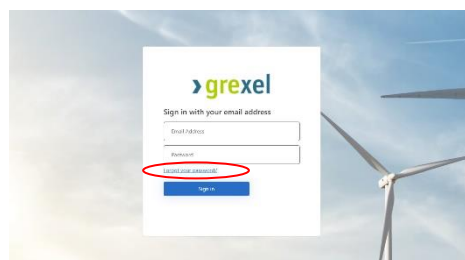 grexel
Sign in with your email address
Email Address
Password
Forgot your password?
Sign in